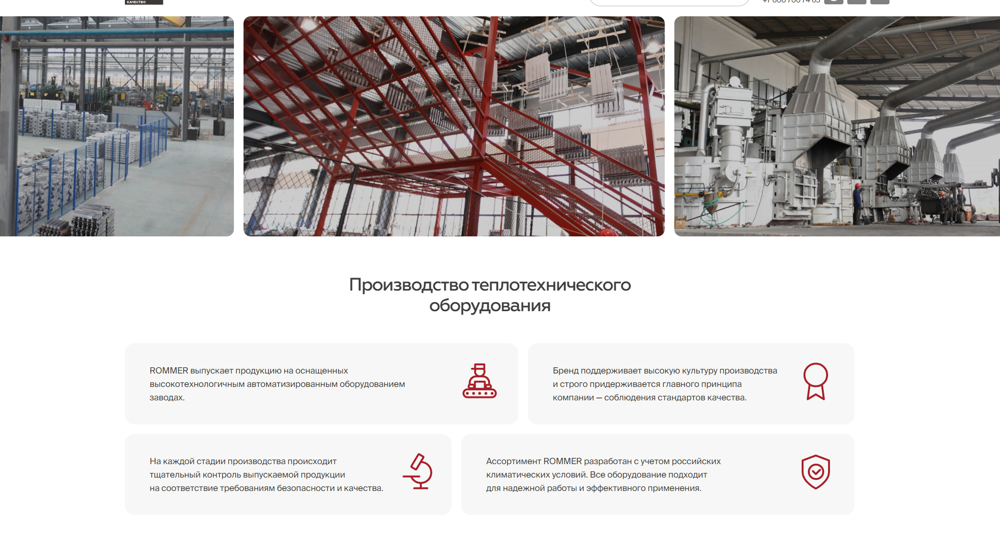 КАЧЕСТВО
Производство теплотехнического
оборудования
ROMMER выпускает продукцию на оснащенных
высокотехнологичным автоматизированным оборудованием
заводах.
Бренд поддерживает высокую культуру производства
и строго придерживается главного принципа
компании — соблюдения стандартов качества.
На каждой стадии производства происходит
тщательный контроль выпускаемой продукции
на соответствие требованиям безопасности и качества.
Ассортимент ROMMER разработан с учетом российских
климатических условий. Все оборудование подходит
для надежной работы и эффективного применения.